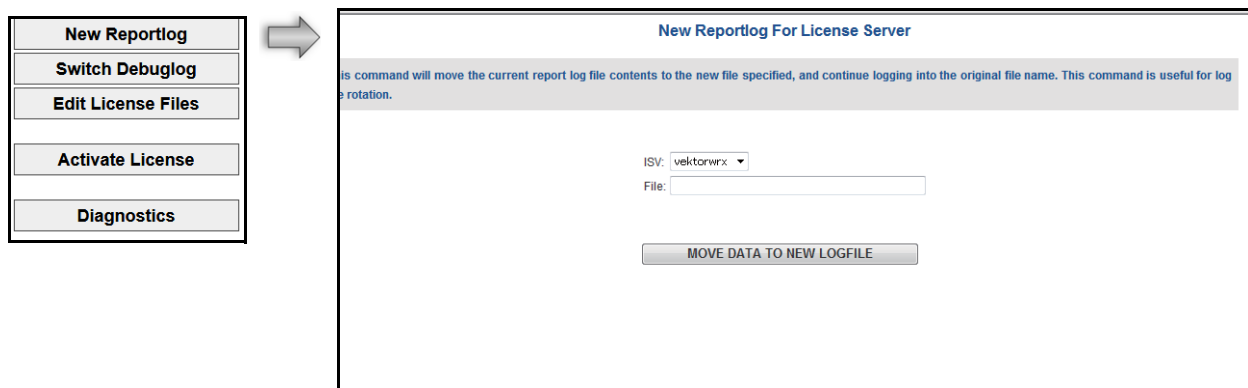 New Reportlog
Switch Debuglog
Edit License Files
Activate License
Diagnostics
New Reportlog For License Server
is command will move the current report log file contents to the new file specified, and continue logging into the original file name. This command is useful for log
e rotation.
ISV: vektorwrx
File:
MOVE DATA TO NEW LOGFILE